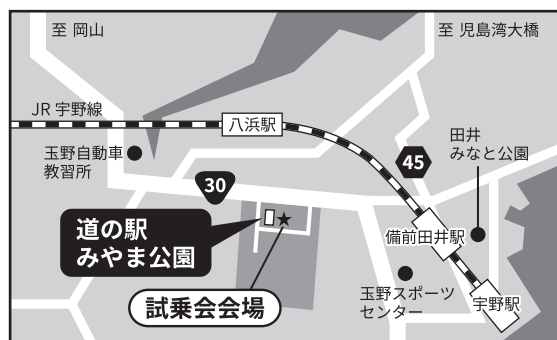 至 岡山
至 児島湾大橋
JR 宇野線
八浜駅
田井
みなと公園
玉野自動車
教習所
45
30
道の駅
みやま公園
備前田井駅
試乗会会場
玉野スポーツ
センター
宇野駅